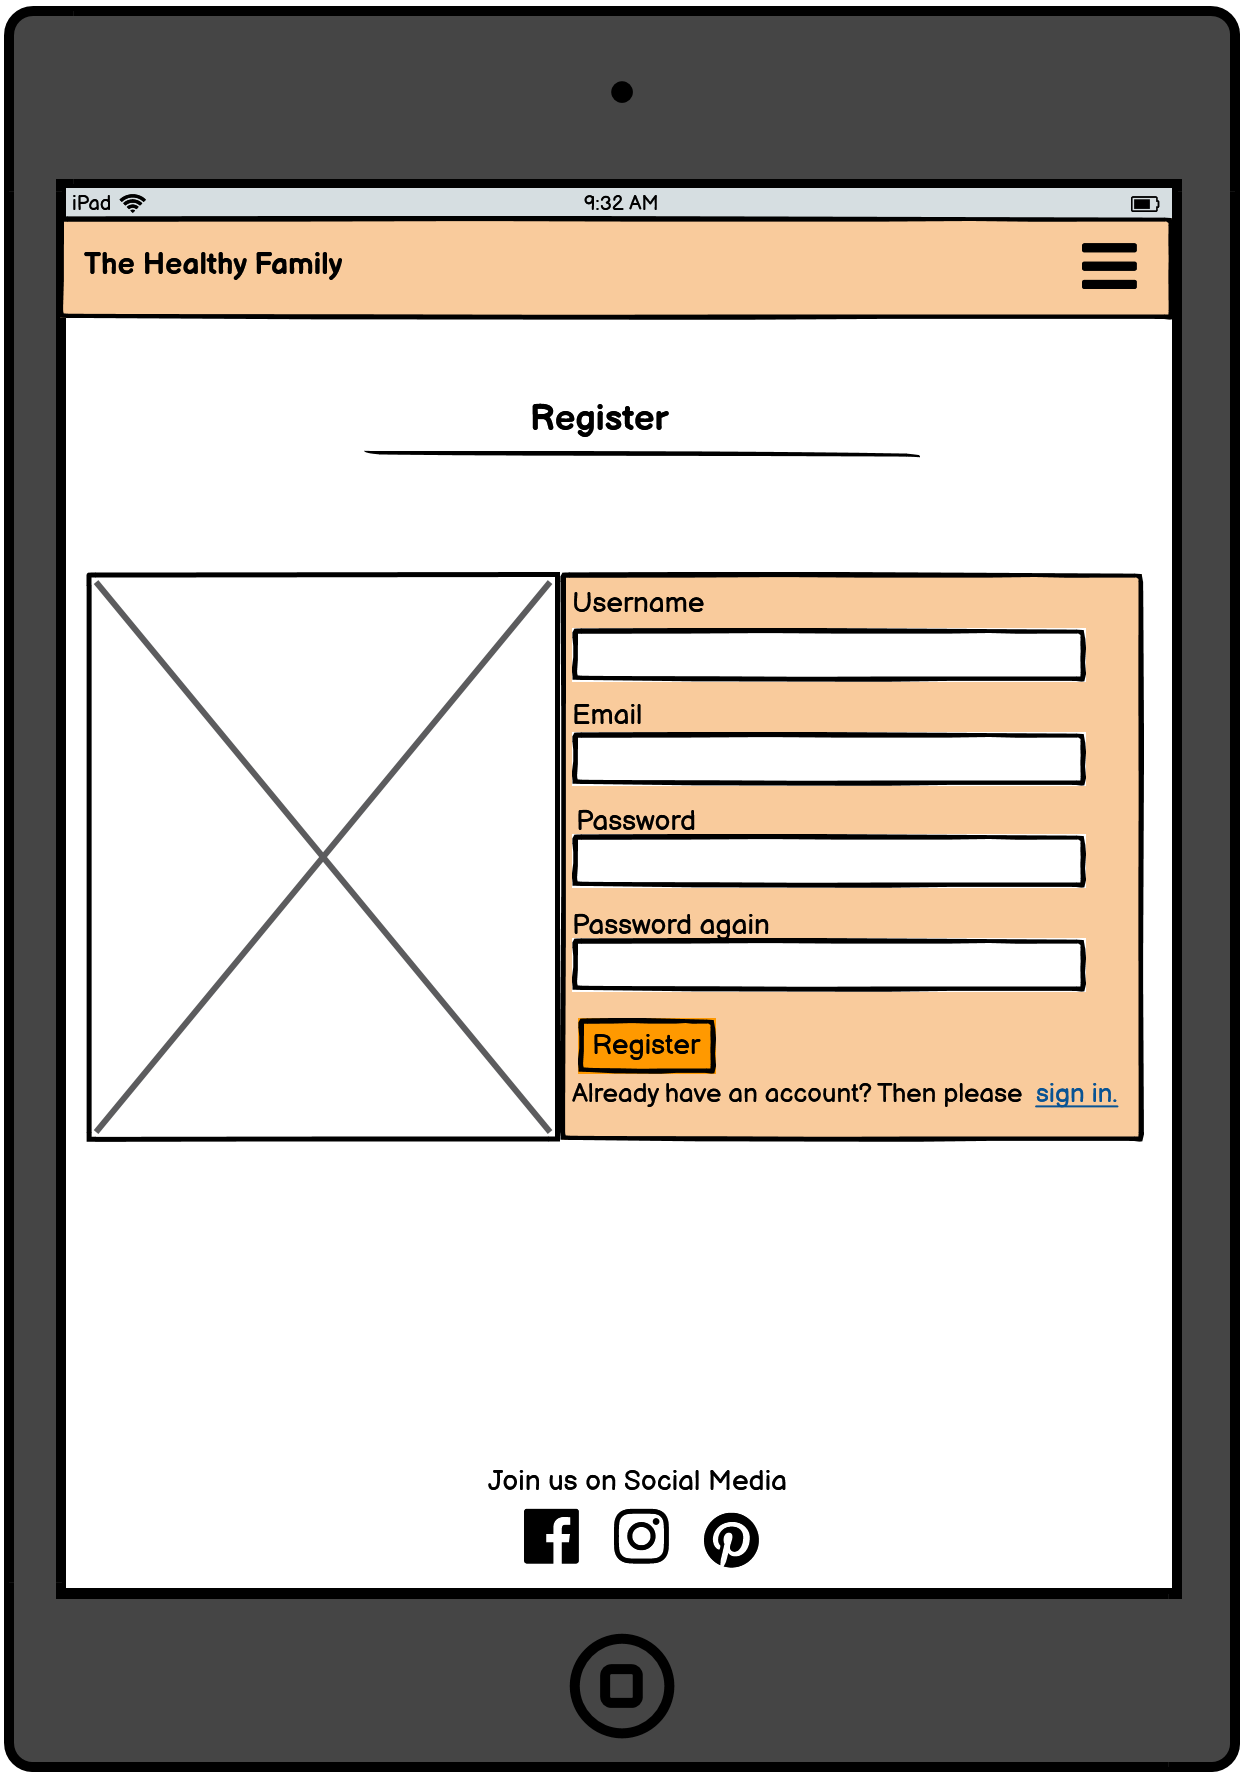 iPad 9:32 AM
The Healthy Family
Register
Username
Email
Password
Password again
Register
Already have an account? Then please sign in.
Join us on Social Media